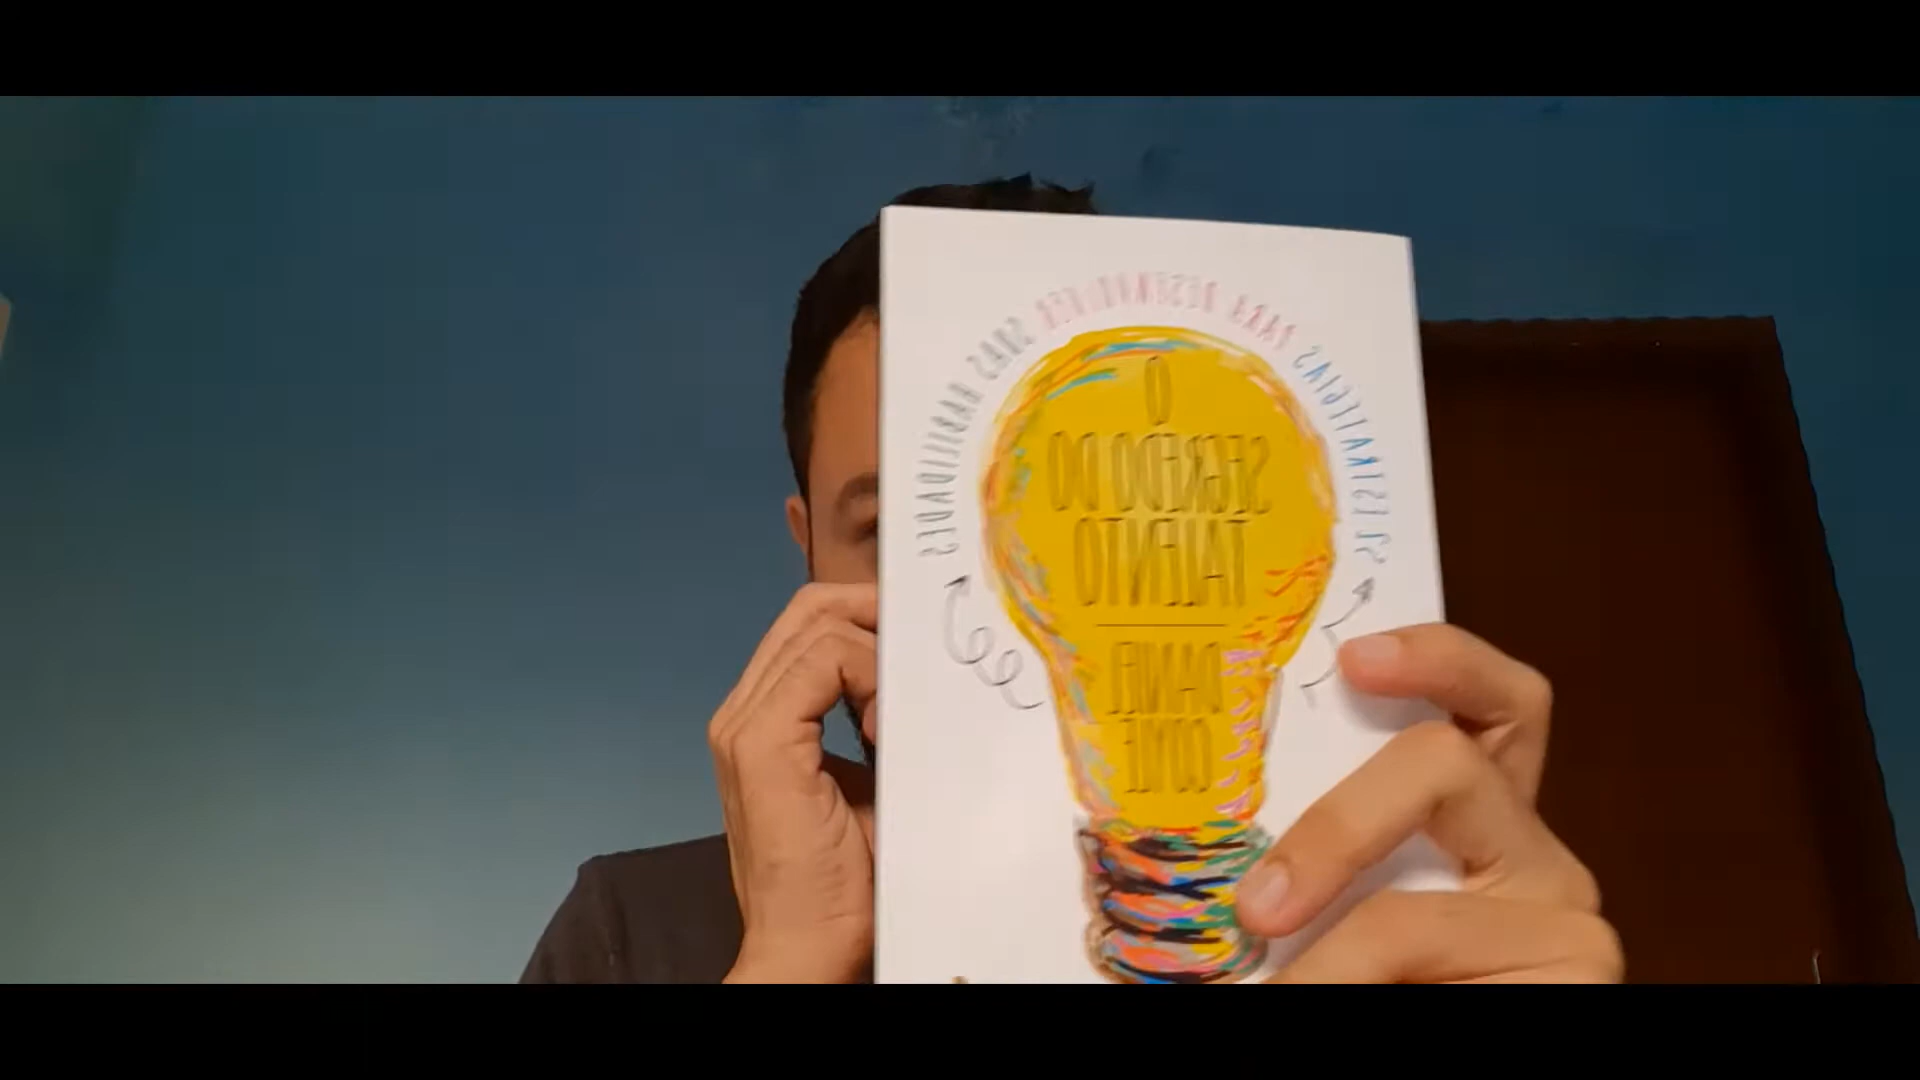 52 ESTRATÉGIAS PARA DESENVOLVER SUAS HABILIDADES
O
SEGREDO DO
TALENTO
DANIEL
COYLE